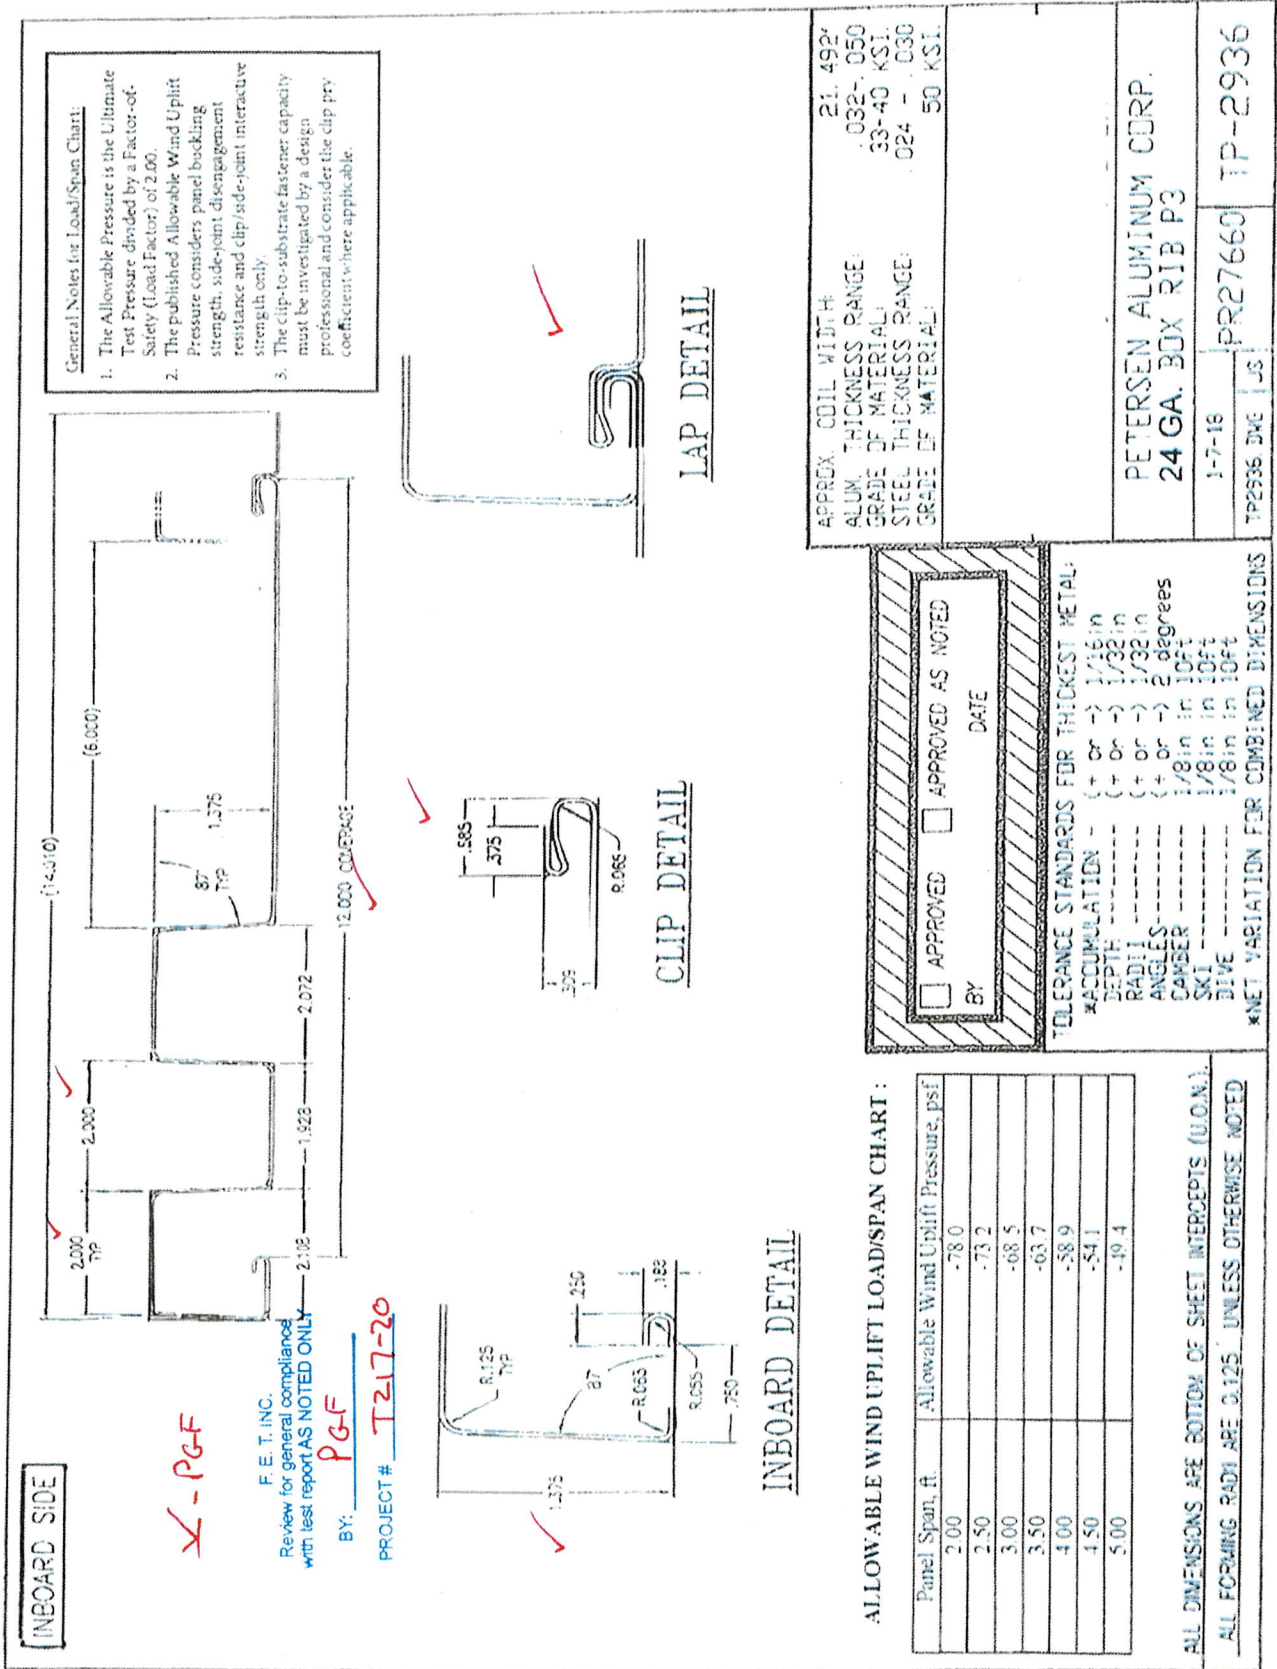 INBOARD SIDE
✓ - PGF
F. E. T. INC.
Review for general compliance
with test report AS NOTED ONLY
BY: PGF
PROJECT # T217-20
(14.010)
2.000
TYP
2.000
(6.000)
87
TYP
1.375
2.108
1.928
2.072
12.000 COVERAGE
General Notes for Load/Span Chart:
1. The Allowable Pressure is the Ultimate
Test Pressure divided by a Factor-of-
Safety (Load Factor) of 2.00.
2. The published Allowable Wind Uplift
Pressure considers panel buckling
strength, side-joint disengagement
resistance and clip/side-joint interactive
strength only.
3. The clip-to-substrate fastener capacity
must be investigated by a design
professional and consider the clip pry
coefficient where applicable.
1.375
R.125
TYP
87
R.065
R.055
.750
.250
.188
INBOARD DETAIL
.585
.375
.309
R.065
CLIP DETAIL
LAP DETAIL
ALLOWABLE WIND UPLIFT LOAD/SPAN CHART :
Panel Span, ft. Allowable Wind Uplift Pressure, psf
2.00 -78.0
2.50 -73.2
3.00 -68.5
3.50 -63.7
4.00 -58.9
4.50 -54.1
5.00 -49.4
ALL DIMENSIONS ARE BOTTOM OF SHEET INTERCEPTS (U.O.N.).
ALL FORMING RADII ARE 0.125 UNLESS OTHERWISE NOTED
APPROVED APPROVED AS NOTED
BY DATE
TOLERANCE STANDARDS FOR THICKEST METAL:
*ACCUMULATION - (+ or -) 1/16in
DEPTH ---------- (+ or -) 1/32in
RADII ---------- (+ or -) 1/32in
ANGLES---------- (+ or -) 2 degrees
CAMBER --------- 1/8in in 10ft
SKI ------------ 1/8in in 10ft
DIVE ----------- 1/8in in 10ft
*NET VARIATION FOR COMBINED DIMENSIONS
APPROX. COIL WIDTH: 21.492"
ALUM. THICKNESS RANGE: .032-.050
GRADE OF MATERIAL: 33-40 KSI.
STEEL THICKNESS RANGE: .024 - .030
GRADE OF MATERIAL: 50 KSI.
PETERSEN ALUMINUM CORP.
24 GA. BOX RIB P3
1-7-18 PR27660 TP-2936
TP2936.DWG JS